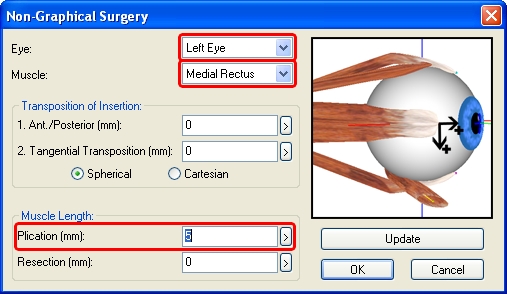 Non-Graphical Surgery
Eye: Left Eye
Muscle: Medial Rectus
Transposition of Insertion:
1. Ant./Posterior (mm): 0 >
2. Tangential Transposition (mm): 0 >
Spherical Cartesian
Muscle Length:
Plication (mm): 5 >
Resection (mm): 0 >
Update
OK Cancel